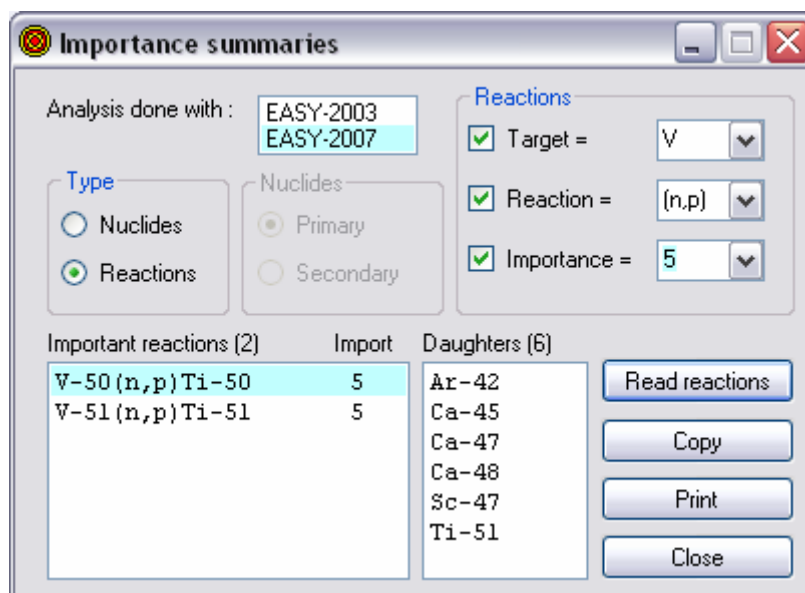 Importance summaries
Analysis done with :
EASY-2003
EASY-2007
Reactions
Target =
V
Reaction =
(n,p)
Importance =
5
Type
Nuclides
Reactions
Nuclides
Primary
Secondary
Important reactions (2) Import
V-50(n,p)Ti-50 5
V-51(n,p)Ti-51 5
Daughters (6)
Ar-42
Ca-45
Ca-47
Ca-48
Sc-47
Ti-51
Read reactions
Copy
Print
Close